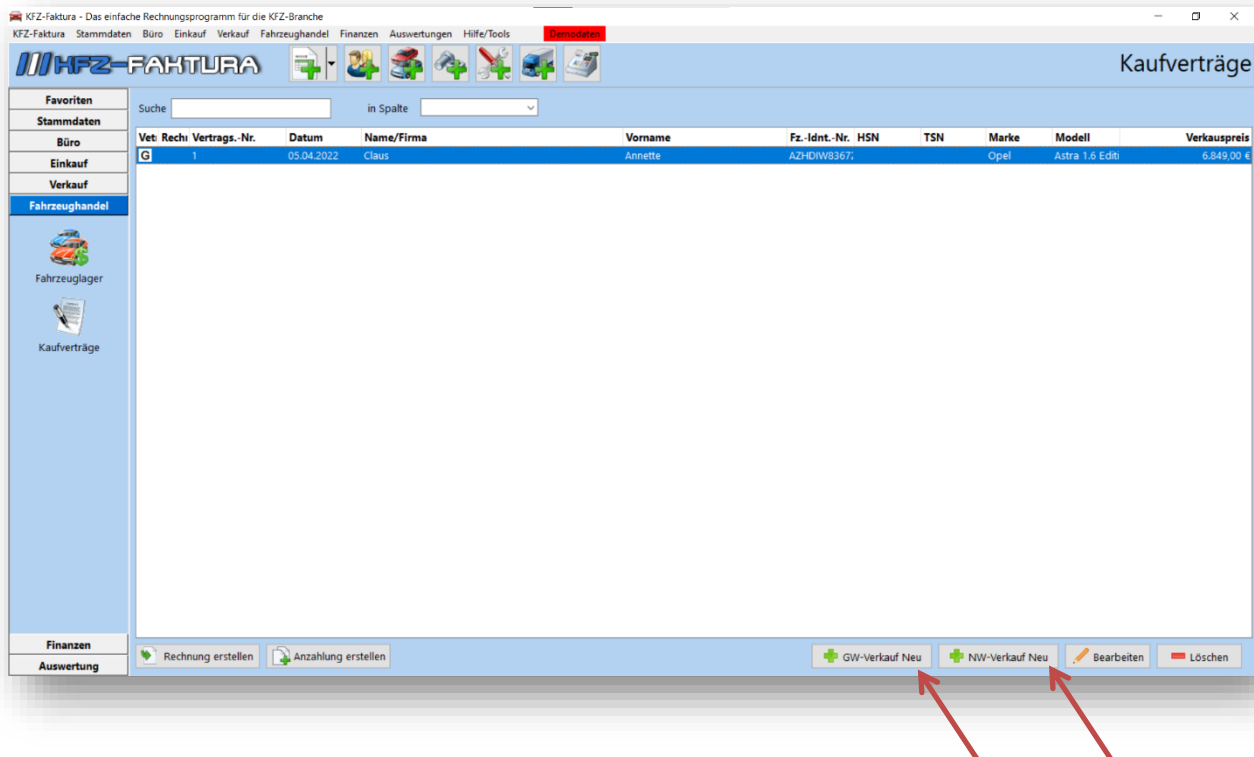 KFZ-Faktura - Das einfache Rechnungsprogramm für die KFZ-Branche
KFZ-Faktura Stammdaten Büro Einkauf Verkauf Fahrzeughandel Finanzen Auswertungen Hilfe/Tools Demodaten
KFZ-FAKTURA
Kaufverträge
Favoriten
Stammdaten
Büro
Einkauf
Verkauf
Fahrzeughandel
Fahrzeuglager
Kaufverträge
Finanzen
Auswertung
Suche in Spalte
Vet Rech Vertrags.-Nr. Datum Name/Firma Vorname Fz.-Idnt.-Nr. HSN TSN Marke Modell Verkauspreis
G 1 05.04.2022 Claus Annette AZHDIW8367 Opel Astra 1.6 Editi 6.849,00 €
Rechnung erstellen Anzahlung erstellen GW-Verkauf Neu NW-Verkauf Neu Bearbeiten Löschen